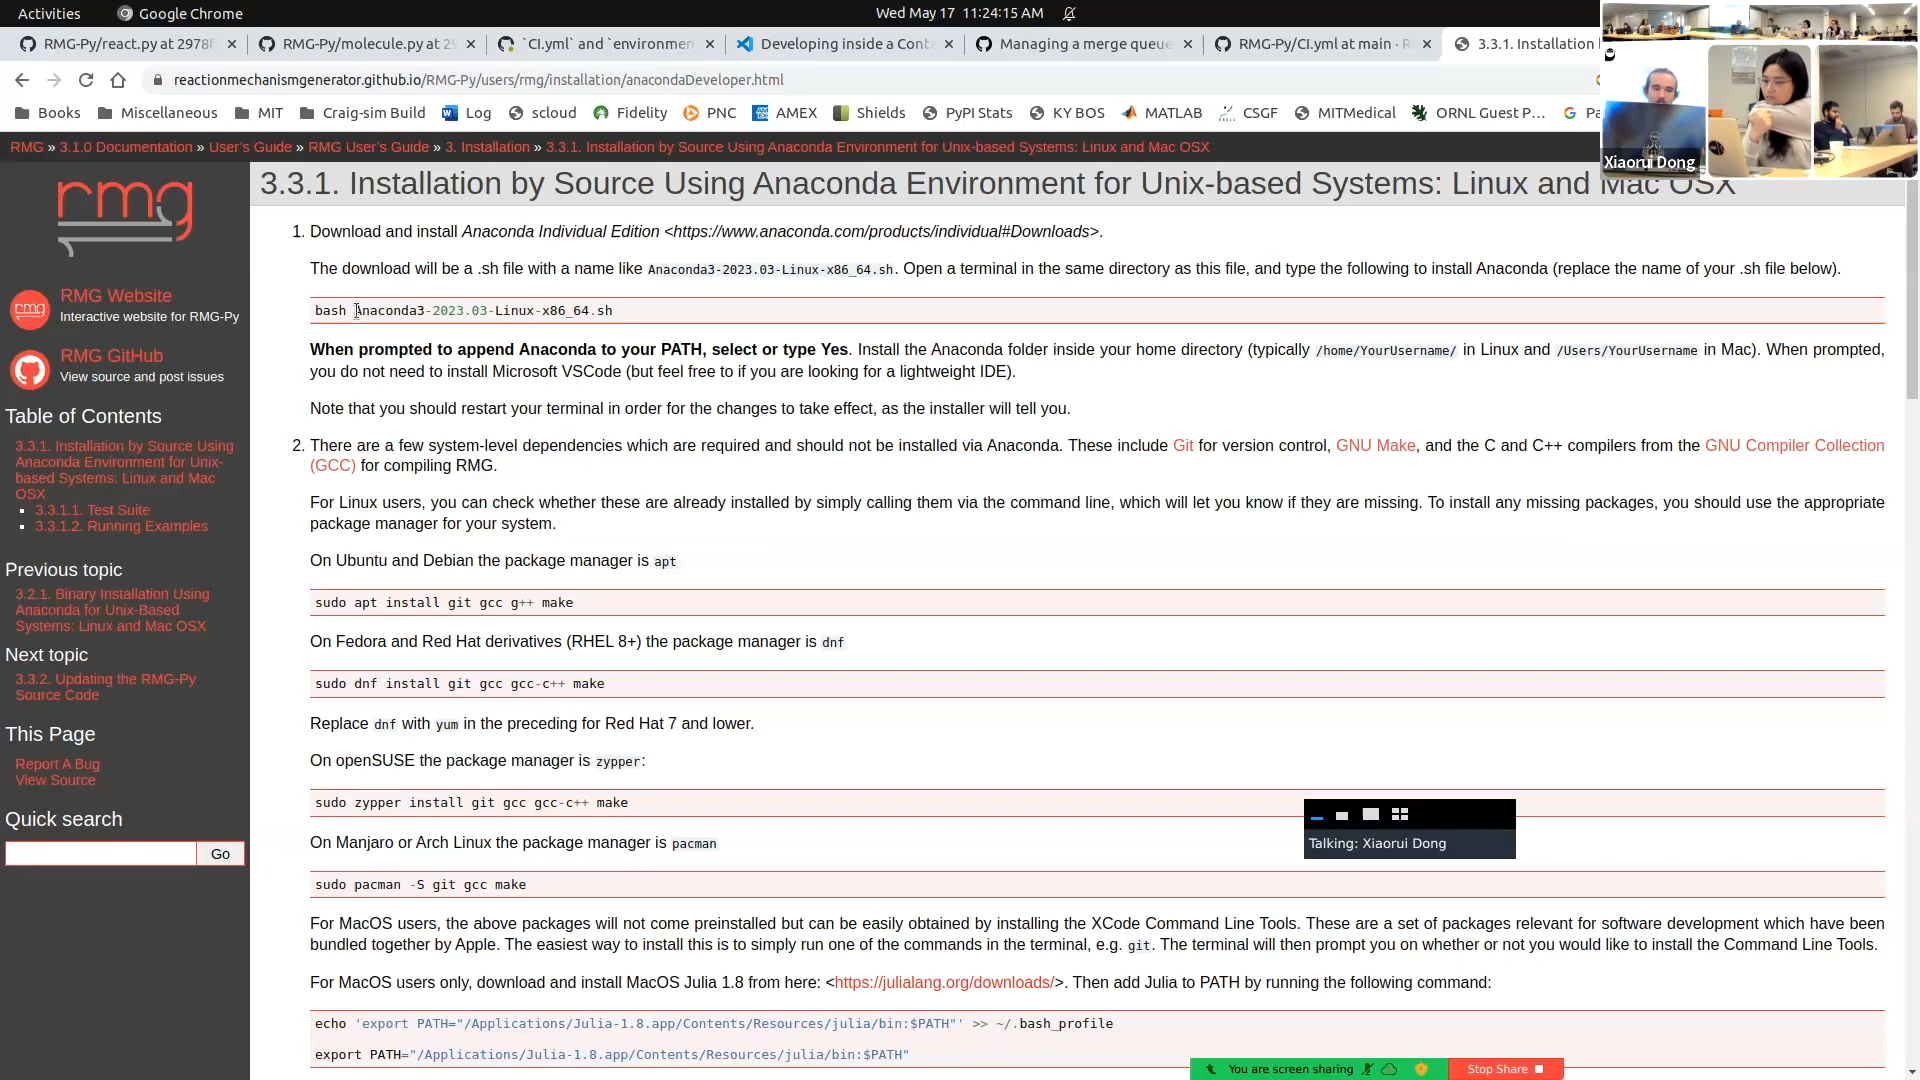 Activities
Google Chrome
Wed May 17 11:24:15 AM
RMG-Py/react.py at 2978f
RMG-Py/molecule.py at 29
`CI.yml` and `environmen
Developing inside a Cont
Managing a merge queue
RMG-Py/CI.yml at main · R
3.3.1. Installation
reactionmechanismgenerator.github.io/RMG-Py/users/rmg/installation/anacondaDeveloper.html
Books
Miscellaneous
MIT
Craig-sim Build
Log
scloud
Fidelity
PNC
AMEX
Shields
PyPI Stats
KY BOS
MATLAB
CSGF
MITMedical
ORNL Guest P...
Xiaorui Dong
RMG » 3.1.0 Documentation » User's Guide » RMG User's Guide » 3. Installation » 3.3.1. Installation by Source Using Anaconda Environment for Unix-based Systems: Linux and Mac OSX
rmg
RMG Website
Interactive website for RMG-Py
RMG GitHub
View source and post issues
Table of Contents
3.3.1. Installation by Source Using
Anaconda Environment for Unix-
based Systems: Linux and Mac
OSX
3.3.1.1. Test Suite
3.3.1.2. Running Examples
Previous topic
3.2.1. Binary Installation Using
Anaconda for Unix-Based
Systems: Linux and Mac OSX
Next topic
3.3.2. Updating the RMG-Py
Source Code
This Page
Report A Bug
View Source
Quick search
Go
3.3.1. Installation by Source Using Anaconda Environment for Unix-based Systems: Linux and Mac OSX
1. Download and install Anaconda Individual Edition <https://www.anaconda.com/products/individual#Downloads>.
The download will be a .sh file with a name like Anaconda3-2023.03-Linux-x86_64.sh. Open a terminal in the same directory as this file, and type the following to install Anaconda (replace the name of your .sh file below).
bash Anaconda3-2023.03-Linux-x86_64.sh
When prompted to append Anaconda to your PATH, select or type Yes. Install the Anaconda folder inside your home directory (typically /home/YourUsername/ in Linux and /Users/YourUsername in Mac). When prompted,
you do not need to install Microsoft VSCode (but feel free to if you are looking for a lightweight IDE).
Note that you should restart your terminal in order for the changes to take effect, as the installer will tell you.
2. There are a few system-level dependencies which are required and should not be installed via Anaconda. These include Git for version control, GNU Make, and the C and C++ compilers from the GNU Compiler Collection
(GCC) for compiling RMG.
For Linux users, you can check whether these are already installed by simply calling them via the command line, which will let you know if they are missing. To install any missing packages, you should use the appropriate
package manager for your system.
On Ubuntu and Debian the package manager is apt
sudo apt install git gcc g++ make
On Fedora and Red Hat derivatives (RHEL 8+) the package manager is dnf
sudo dnf install git gcc gcc-c++ make
Replace dnf with yum in the preceding for Red Hat 7 and lower.
On openSUSE the package manager is zypper:
sudo zypper install git gcc gcc-c++ make
On Manjaro or Arch Linux the package manager is pacman
sudo pacman -S git gcc make
For MacOS users, the above packages will not come preinstalled but can be easily obtained by installing the XCode Command Line Tools. These are a set of packages relevant for software development which have been
bundled together by Apple. The easiest way to install this is to simply run one of the commands in the terminal, e.g. git. The terminal will then prompt you on whether or not you would like to install the Command Line Tools.
For MacOS users only, download and install MacOS Julia 1.8 from here: <https://julialang.org/downloads/>. Then add Julia to PATH by running the following command:
echo 'export PATH="/Applications/Julia-1.8.app/Contents/Resources/julia/bin:$PATH"' >> ~/.bash_profile
export PATH="/Applications/Julia-1.8.app/Contents/Resources/julia/bin:$PATH"
Talking: Xiaorui Dong
You are screen sharing
Stop Share